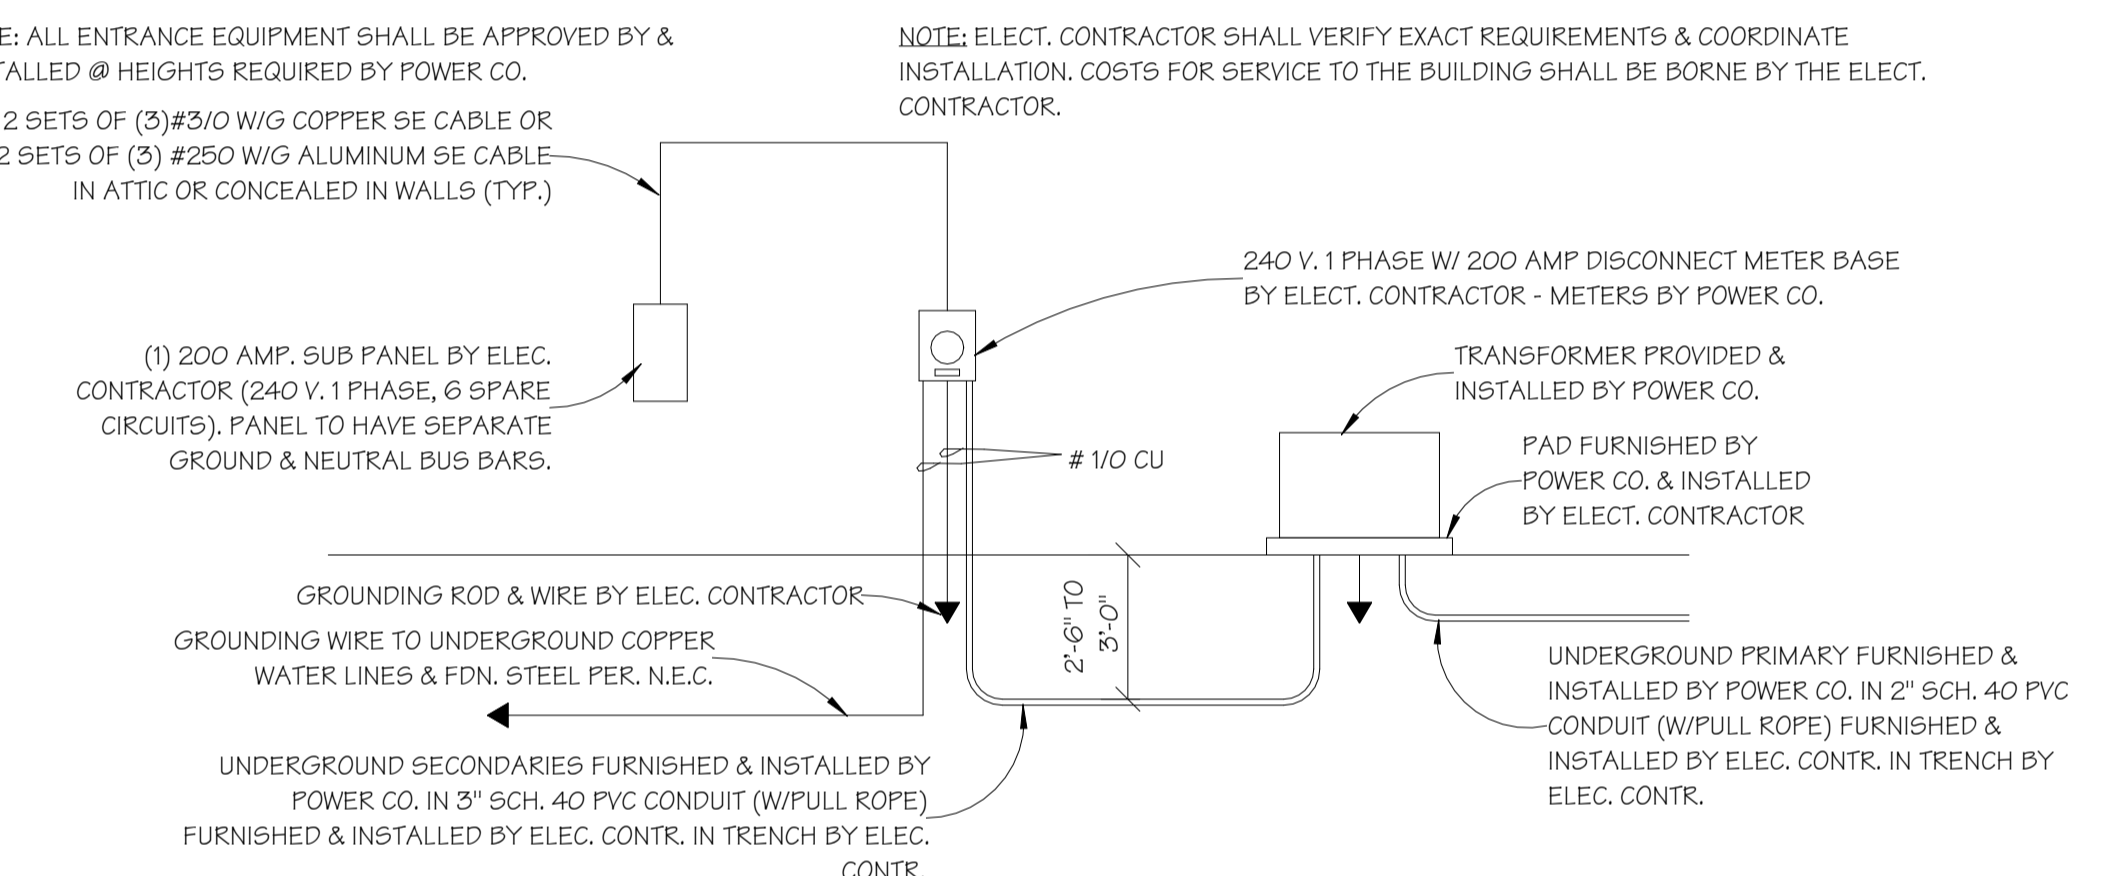 E: ALL ENTRANCE EQUIPMENT SHALL BE APPROVED BY &
TALLED @ HEIGHTS REQUIRED BY POWER CO.
NOTE: ELECT. CONTRACTOR SHALL VERIFY EXACT REQUIREMENTS & COORDINATE
INSTALLATION. COSTS FOR SERVICE TO THE BUILDING SHALL BE BORNE BY THE ELECT.
CONTRACTOR.
2 SETS OF (3)#3/0 W/G COPPER SE CABLE OR
2 SETS OF (3) #250 W/G ALUMINUM SE CABLE
IN ATTIC OR CONCEALED IN WALLS (TYP.)
240 V. 1 PHASE W/ 200 AMP DISCONNECT METER BASE
BY ELECT. CONTRACTOR - METERS BY POWER CO.
(1) 200 AMP. SUB PANEL BY ELEC.
CONTRACTOR (240 V. 1 PHASE, 6 SPARE
CIRCUITS). PANEL TO HAVE SEPARATE
GROUND & NEUTRAL BUS BARS.
TRANSFORMER PROVIDED &
INSTALLED BY POWER CO.
PAD FURNISHED BY
POWER CO. & INSTALLED
BY ELECT. CONTRACTOR
# 1/0 CU
GROUNDING ROD & WIRE BY ELEC. CONTRACTOR
GROUNDING WIRE TO UNDERGROUND COPPER
WATER LINES & FDN. STEEL PER. N.E.C.
2'-6" TO
3'-0"
UNDERGROUND PRIMARY FURNISHED &
INSTALLED BY POWER CO. IN 2" SCH. 40 PVC
CONDUIT (W/PULL ROPE) FURNISHED &
INSTALLED BY ELEC. CONTR. IN TRENCH BY
ELEC. CONTR.
UNDERGROUND SECONDARIES FURNISHED & INSTALLED BY
POWER CO. IN 3" SCH. 40 PVC CONDUIT (W/PULL ROPE)
FURNISHED & INSTALLED BY ELEC. CONTR. IN TRENCH BY ELEC.
CONTR.